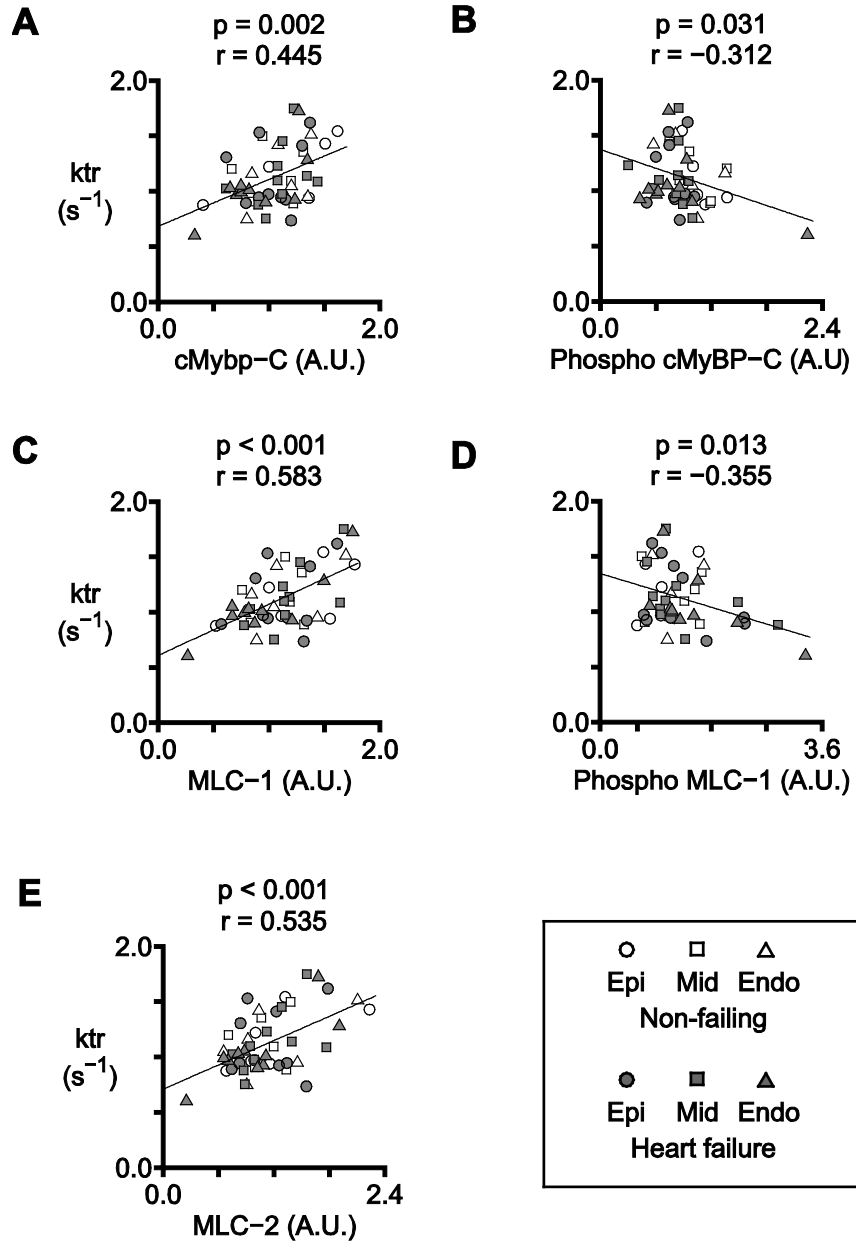 A
p = 0.002
r = 0.445
2.0
ktr
(s⁻¹)
0.0
0.0 2.0
cMybp−C (A.U.)
B
p = 0.031
r = −0.312
2.0
0.0
0.0 2.4
Phospho cMyBP−C (A.U)
C
p < 0.001
r = 0.583
2.0
ktr
(s⁻¹)
0.0
0.0 2.0
MLC−1 (A.U.)
D
p = 0.013
r = −0.355
2.0
0.0
0.0 3.6
Phospho MLC−1 (A.U.)
E
p < 0.001
r = 0.535
2.0
ktr
(s⁻¹)
0.0
0.0 2.4
MLC−2 (A.U.)
Epi Mid Endo
Non-failing
Epi Mid Endo
Heart failure